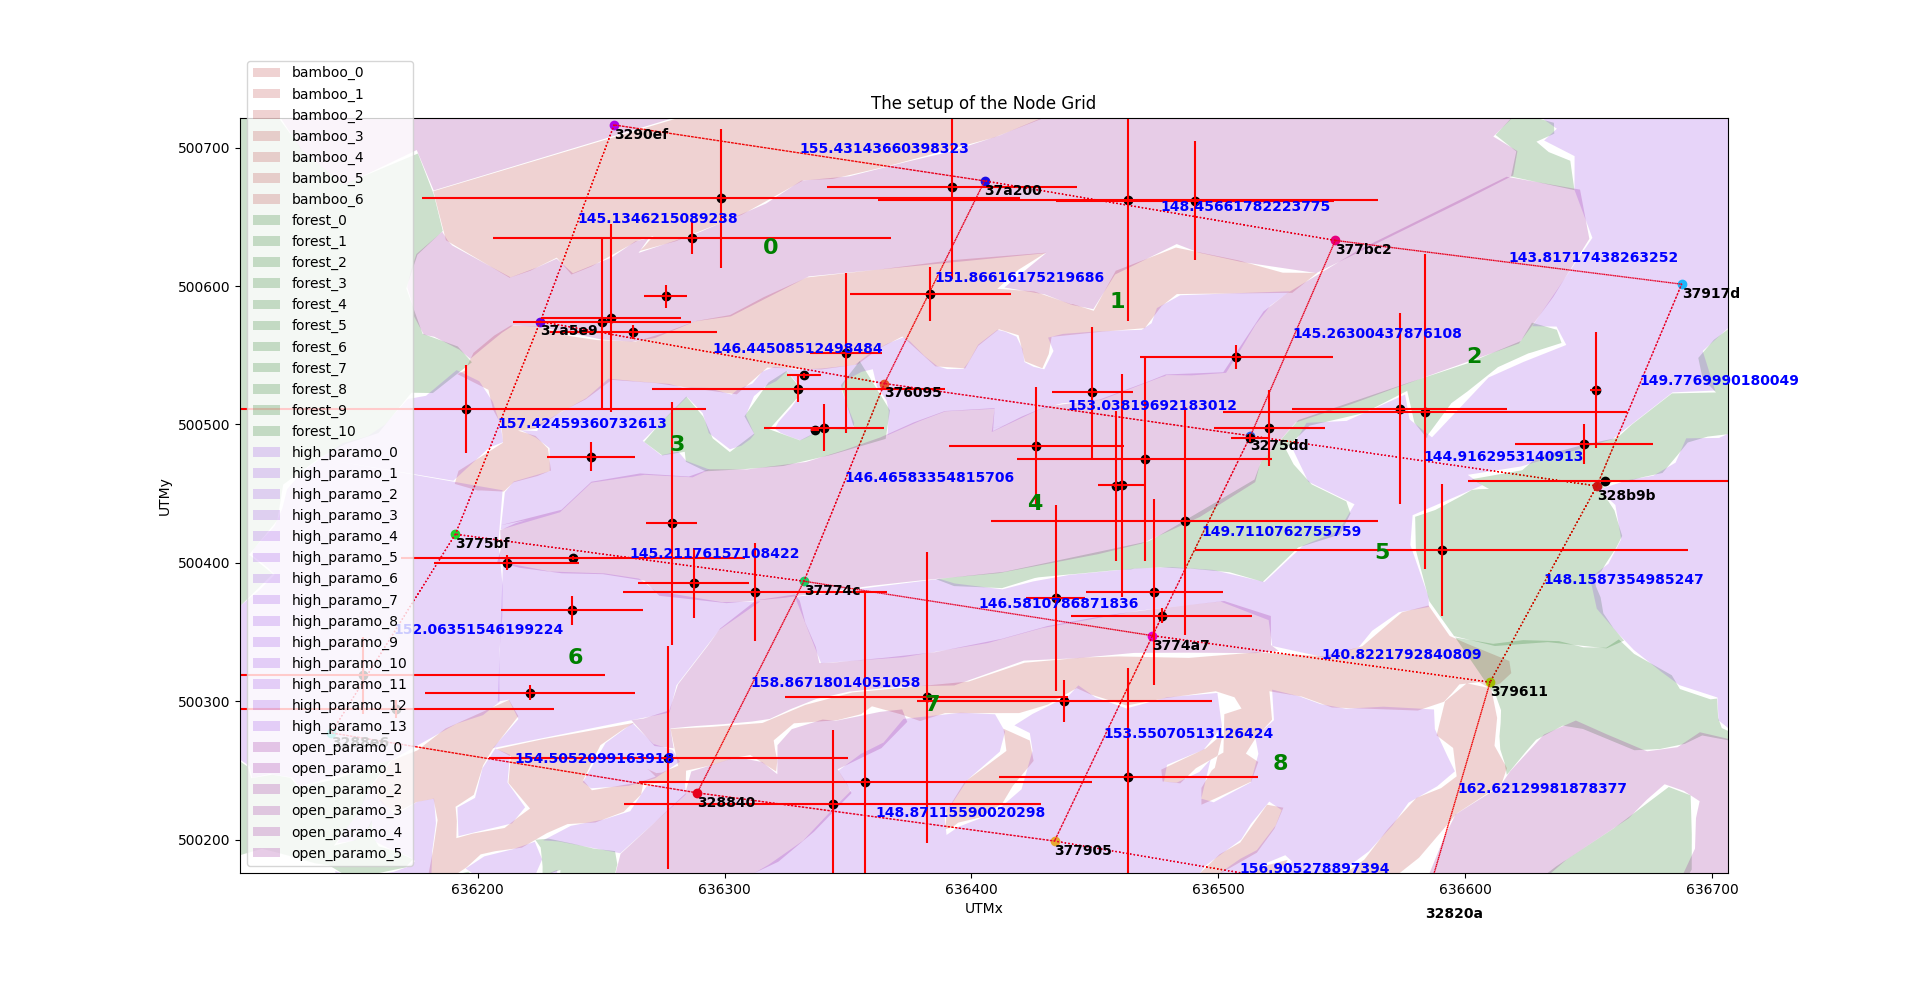 The setup of the Node Grid
bamboo_0
bamboo_1
bamboo_2
bamboo_3
bamboo_4
bamboo_5
bamboo_6
forest_0
forest_1
forest_2
forest_3
forest_4
forest_5
forest_6
forest_7
forest_8
forest_9
forest_10
high_paramo_0
high_paramo_1
high_paramo_2
high_paramo_3
high_paramo_4
high_paramo_5
high_paramo_6
high_paramo_7
high_paramo_8
high_paramo_9
high_paramo_10
high_paramo_11
high_paramo_12
high_paramo_13
open_paramo_0
open_paramo_1
open_paramo_2
open_paramo_3
open_paramo_4
open_paramo_5
UTMy
500700
500600
500500
500400
500300
500200
3290ef
155.43143660398323
37a200
148.45661782223775
145.1346215089238
0
377bc2
143.81717438263252
151.86616175219686
37917d
1
37a5e9
146.44508512498484
145.26300437876108
2
149.7769990180049
376095
153.03819692183012
157.42459360732613
3
3275dd
144.9162953140913
146.46583354815706
328b9b
4
149.7110762755759
3775bf
145.21176157108422
5
148.1587354985247
37774c
146.5810786871836
152.06351546199224
3774a7
6
140.8221792840809
158.86718014051058
379611
7
3288e6
153.55070513126424
154.5052099163918
8
162.62129981878377
328840
148.87115590020298
377905
156.905278897394
636200
636300
636400
636500
636600
636700
UTMx
32820a